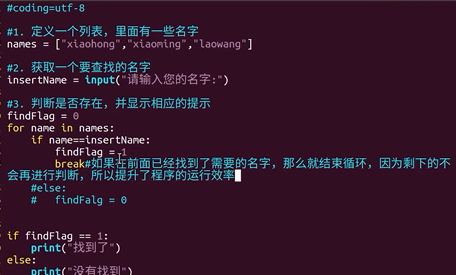 #coding=utf-8
#1. 定义一个列表，里面有一些名字
names = ["xiaohong","xiaoming","laowang"]
#2. 获取一个要查找的名字
insertName = input("请输入您的名字:")
#3. 判断是否存在，并显示相应的提示
findFlag = 0
for name in names:
    if name==insertName:
        findFlag = 1
        break#如果在前面已经找到了需要的名字，那么就结束循环，因为剩下的不
会再进行判断，所以提升了程序的运行效率
    #else:
    #   findFalg = 0
if findFlag == 1:
    print("找到了")
else:
    print("没有找到)